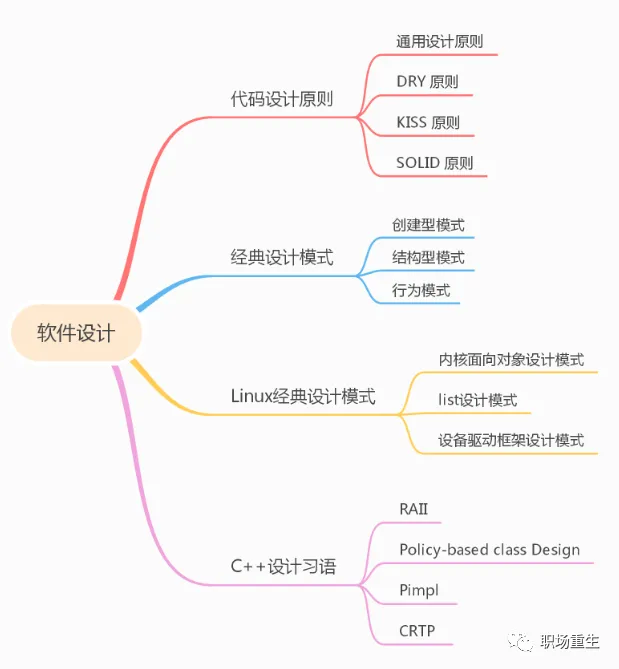 软件设计
代码设计原则
通用设计原则
DRY 原则
KISS 原则
SOLID 原则
经典设计模式
创建型模式
结构型模式
行为模式
Linux经典设计模式
内核面向对象设计模式
list设计模式
设备驱动框架设计模式
C++设计习语
RAII
Policy-based class Design
Pimpl
CRTP
职场重生